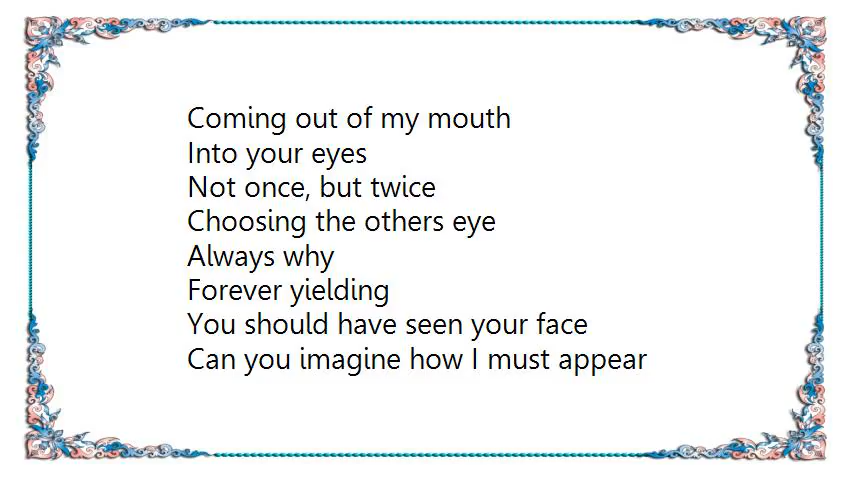 Coming out of my mouth
Into your eyes
Not once, but twice
Choosing the others eye
Always why
Forever yielding
You should have seen your face
Can you imagine how I must appear